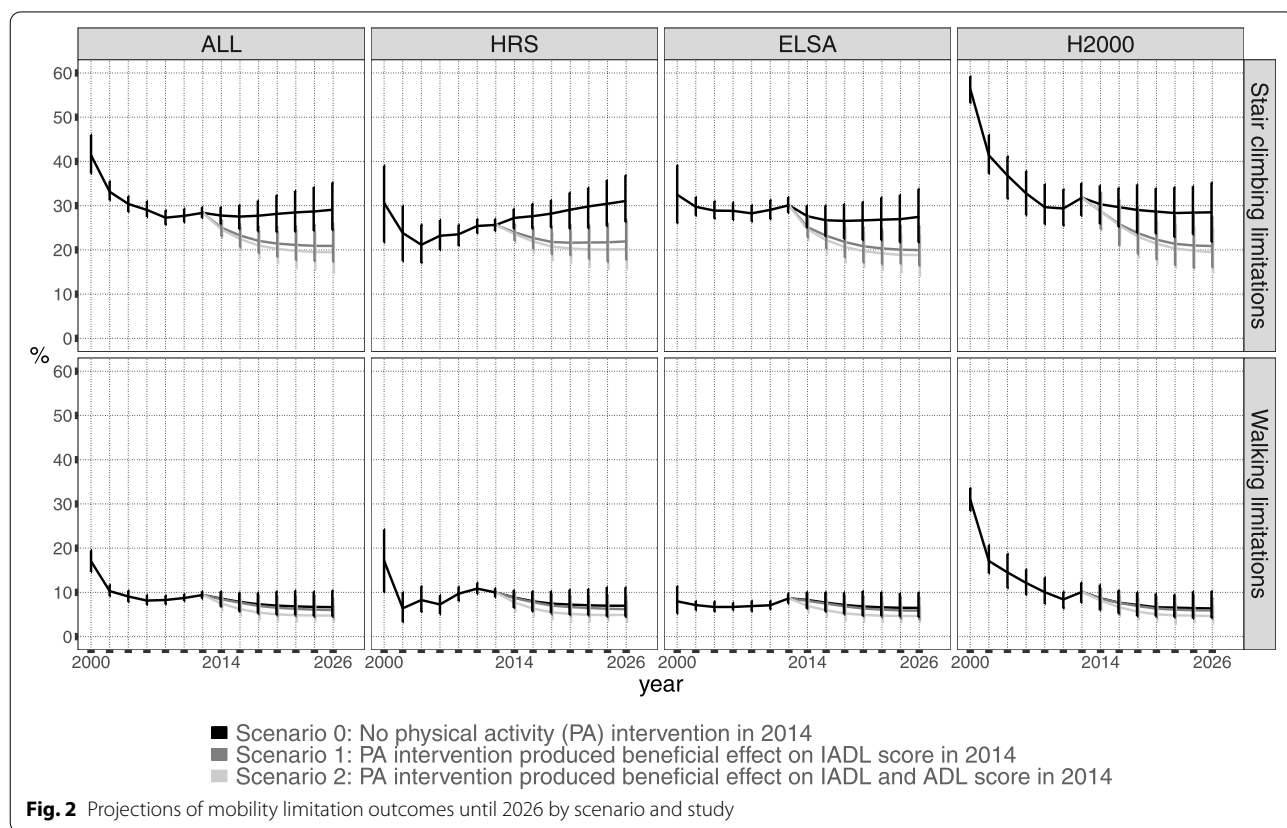 ALL HRS ELSA H2000
60
50
40
30
20
10
0
Stair climbing limitations
%
60
50
40
30
20
10
0
Walking limitations
2000 2014 2026 2000 2014 2026 2000 2014 2026 2000 2014 2026
year
Scenario 0: No physical activity (PA) intervention in 2014
Scenario 1: PA intervention produced beneficial effect on IADL score in 2014
Scenario 2: PA intervention produced beneficial effect on IADL and ADL score in 2014
Fig. 2 Projections of mobility limitation outcomes until 2026 by scenario and study